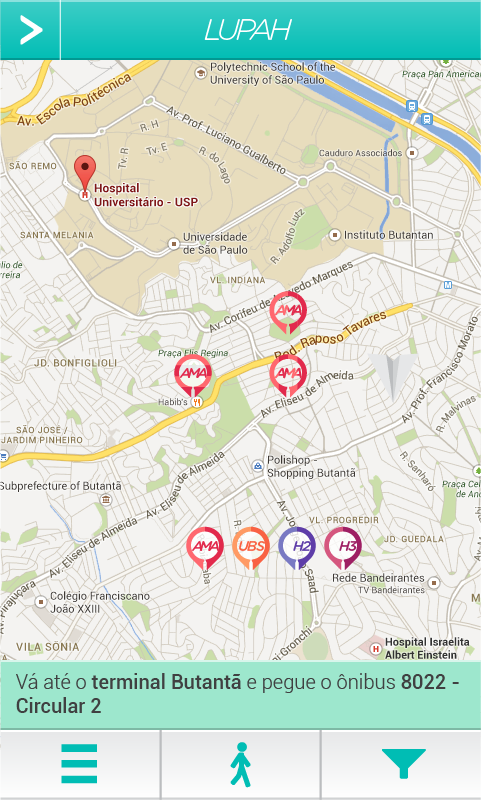 LUPAH
Polytechnic School of the
University of São Paulo
Praça Pan American
Av. Escola Politécnica
Av. Prof. Luciano Gualberto
R. H
Tv. R
Tv. E
R. do Lago
Cauduro Associados
SÃO REMO
Hospital
Universitário - USP
R. Adolfo Lutz
SANTA MELANIA
Universidade
de São Paulo
Instituto Butantan
VL. INDIANA
Av. Corifeu de Azevedo Marques
AMA
Rod. Raposo Tavares
Praça Elis Regina
JD. BONFIGLIOLI
AMA
AMA
Av. Eliseu de Almeida
Av. Prof. Francisco Morato
Habib's
R. Malvinas
SÃO JOSÉ /
JARDIM PINHEIRO
Polishop -
Shopping Butantã
R. Sanharó
Subprefecture of Butantã
Av. Eliseu de Almeida
Av. Eliseu de Almeida
VL. PROGREDIR
JD. GUEDALA
AMA
UBS
H2
H3
Rede Bandeirantes
TV Bandeirantes
Colégio Franciscano
João XXIII
VILA SÔNIA
Hospital Israelita
Albert Einstein
Vá até o terminal Butantã e pegue o ônibus 8022 -
Circular 2